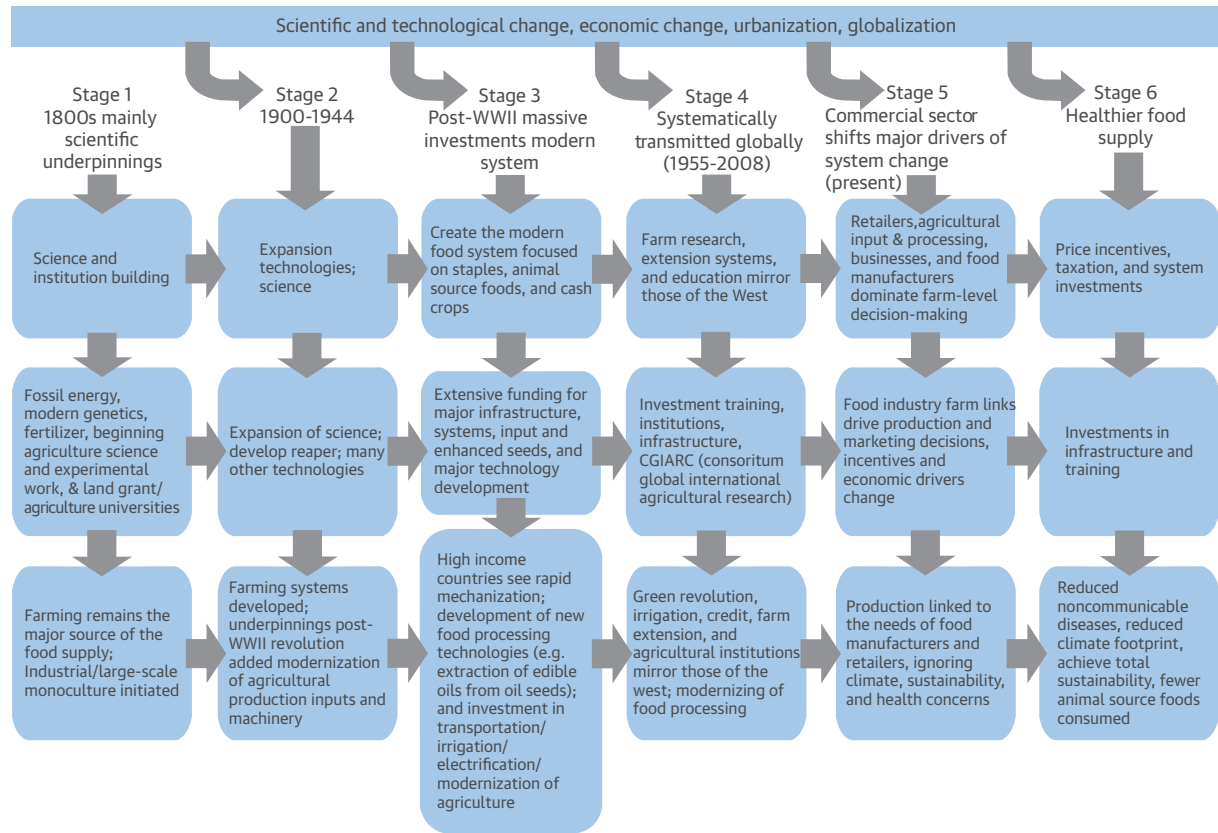 Scientific and technological change, economic change, urbanization, globalization
Stage 1
1800s mainly
scientific
underpinnings
Stage 2
1900-1944
Stage 3
Post-WWII massive
investments modern
system
Stage 4
Systematically
transmitted globally
(1955-2008)
Stage 5
Commercial sector
shifts major drivers of
system change
(present)
Stage 6
Healthier food
supply
Science and
institution building
Expansion
technologies;
science
Create the modern
food system focused
on staples, animal
source foods, and cash
crops
Farm research,
extension systems,
and education mirror
those of the West
Retailers,agricultural
input & processing,
businesses, and food
manufacturers
dominate farm-level
decision-making
Price incentives,
taxation, and system
investments
Fossil energy,
modern genetics,
fertilizer, beginning
agriculture science
and experimental
work, & land grant/
agriculture universities
Expansion of science;
develop reaper; many
other technologies
Extensive funding for
major infrastructure,
systems, input and
enhanced seeds, and
major technology
development
Investment training,
institutions,
infrastructure,
CGIARC (consoritum
global international
agricultural research)
Food industry farm links
drive production and
marketing decisions,
incentives and
economic drivers
change
Investments in
infrastructure and
training
Farming remains the
major source of the
food supply;
Industrial/large-scale
monoculture initiated
Farming systems
developed;
underpinnings post-
WWII revolution
added modernization
of agricultural
production inputs and
machinery
High income
countries see rapid
mechanization;
development of new
food processing
technologies (e.g.
extraction of edible
oils from oil seeds);
and investment in
transportation/
irrigation/
electrification/
modernization of
agriculture
Green revolution,
irrigation, credit, farm
extension, and
agricultural institutions
mirror those of the
west; modernizing of
food processing
Production linked to
the needs of food
manufacturers and
retailers, ignoring
climate, sustainability,
and health concerns
Reduced
noncommunicable
diseases, reduced
climate footprint,
achieve total
sustainability, fewer
animal source foods
consumed